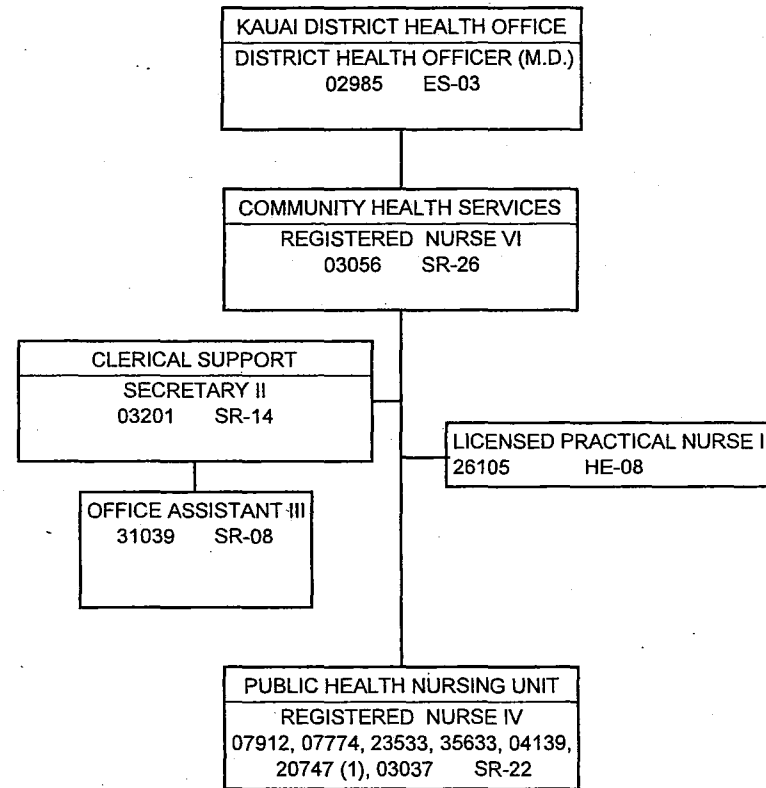 KAUAI DISTRICT HEALTH OFFICE
DISTRICT HEALTH OFFICER (M.D.)
02985 ES-03
COMMUNITY HEALTH SERVICES
REGISTERED NURSE VI
03056 SR-26
CLERICAL SUPPORT
SECRETARY II
03201 SR-14
LICENSED PRACTICAL NURSE I
26105 HE-08
OFFICE ASSISTANT III
31039 SR-08
PUBLIC HEALTH NURSING UNIT
REGISTERED NURSE IV
07912, 07774, 23533, 35633, 04139,
20747 (1), 03037 SR-22